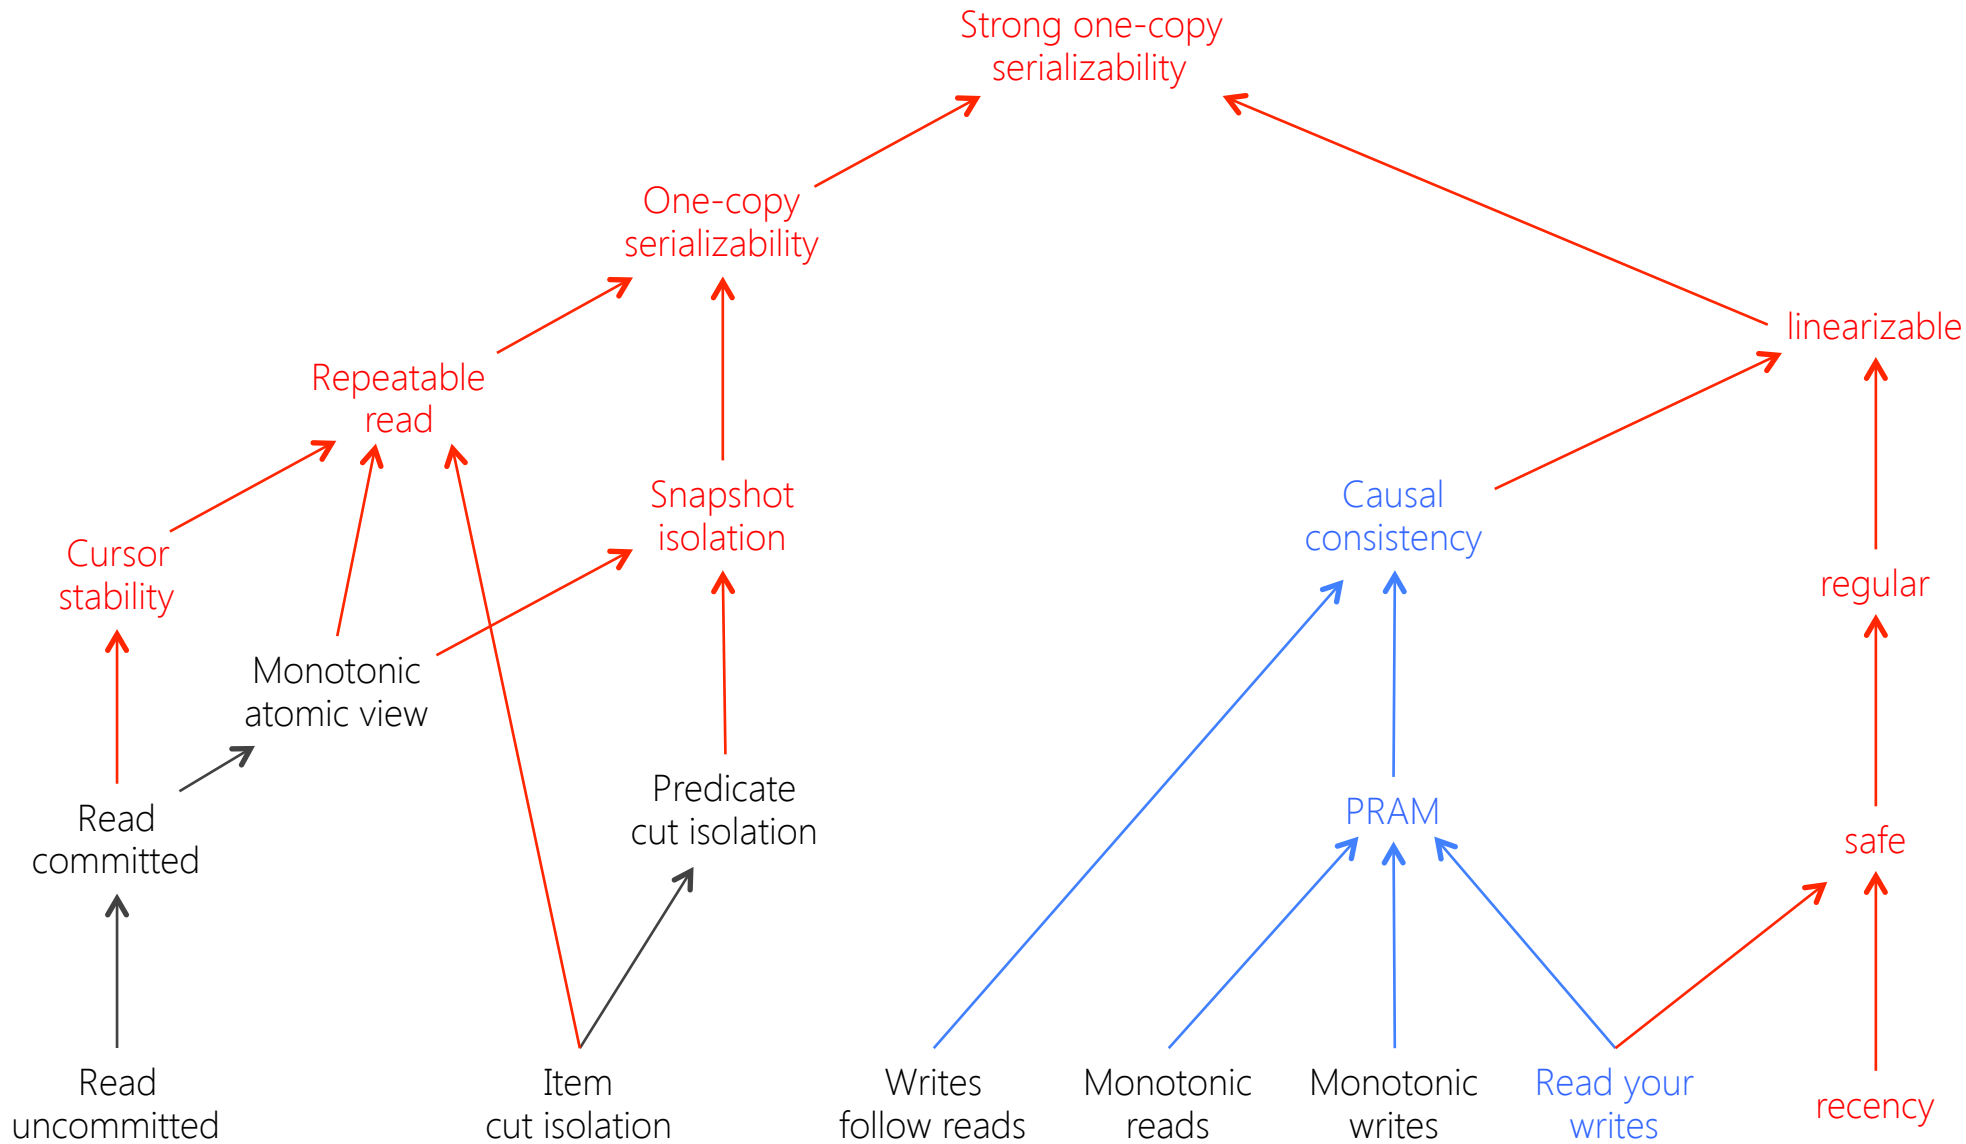 Strong one-copy
serializability
One-copy
serializability
linearizable
Repeatable
read
Snapshot
isolation
Causal
consistency
Cursor
stability
regular
Monotonic
atomic view
Predicate
cut isolation
PRAM
Read
committed
safe
Read
uncommitted
Item
cut isolation
Writes
follow reads
Monotonic
reads
Monotonic
writes
Read your
writes
recency